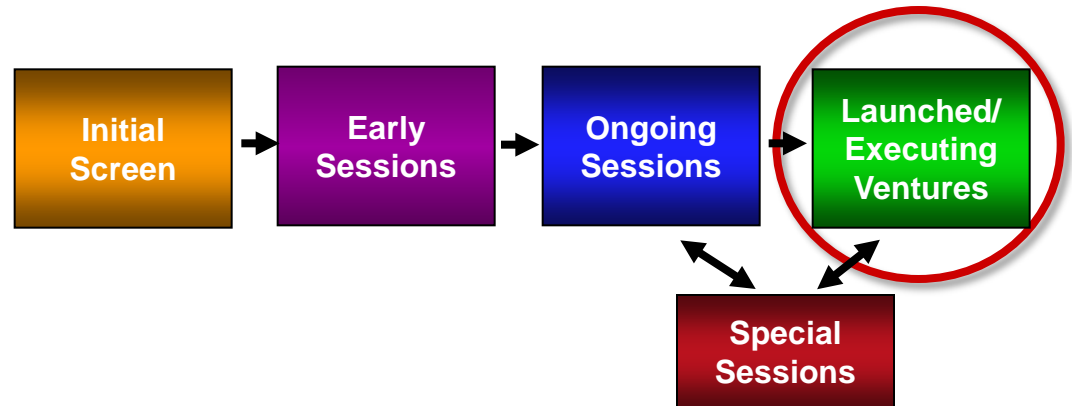 Initial
Screen
Early
Sessions
Ongoing
Sessions
Launched/
Executing
Ventures
Special
Sessions